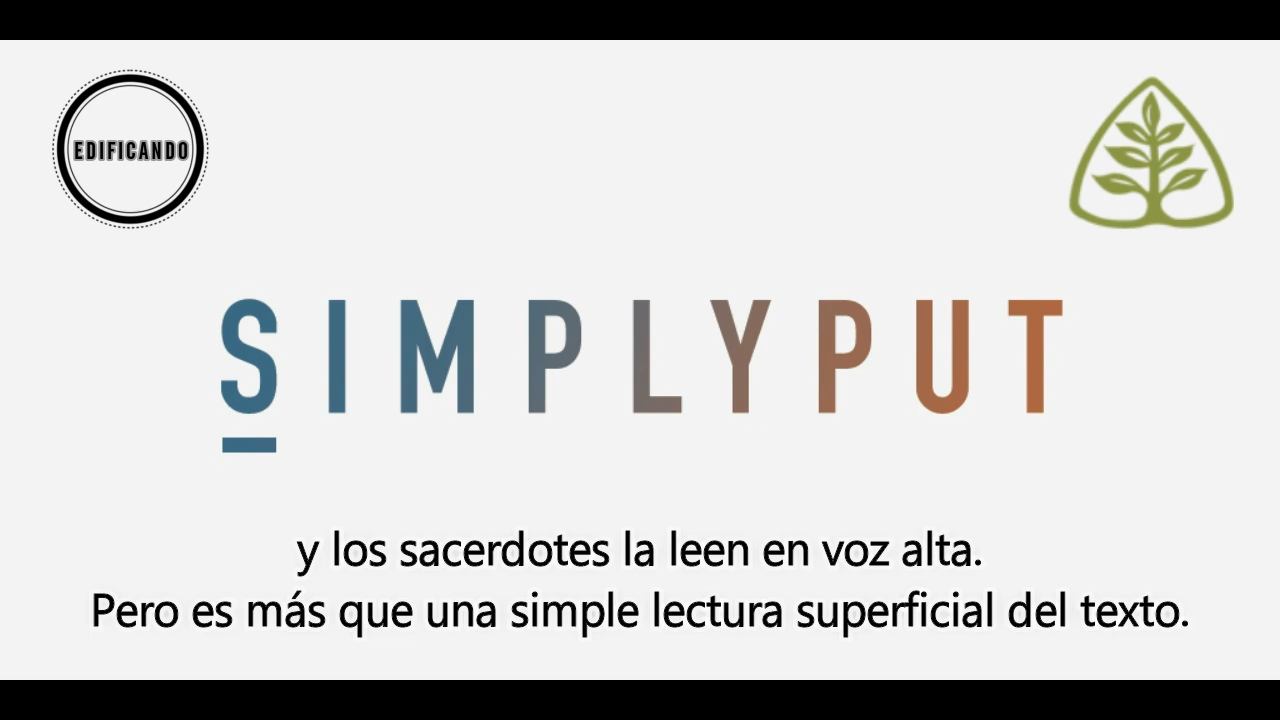 EDIFICANDO
SIMPLYPUT
y los sacerdotes la leen en voz alta.
Pero es más que una simple lectura superficial del texto.